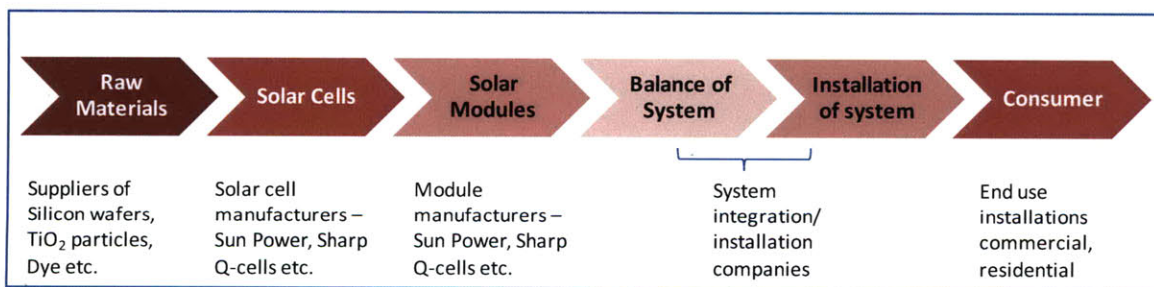 Raw
Materials
Solar Cells
Solar
Modules
Balance of
System
Installation
of system
Consumer
Suppliers of
Silicon wafers,
TiO₂ particles,
Dye etc.
Solar cell
manufacturers –
Sun Power, Sharp
Q-cells etc.
Module
manufacturers –
Sun Power, Sharp
Q-cells etc.
System
integration/
installation
companies
End use
installations
commercial,
residential